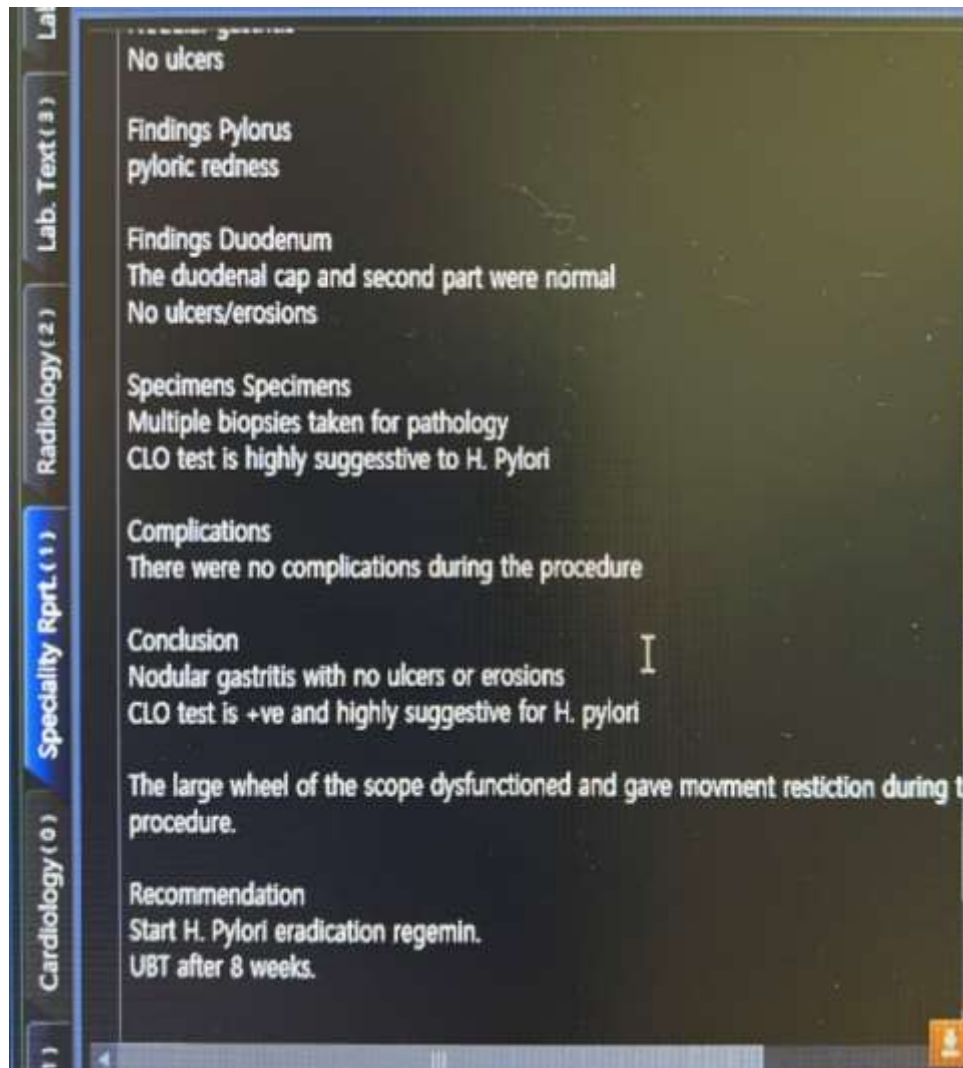 Lab. Text(3)
Radiology(2)
Speciality Rprt.(1)
Cardiology(0)
No ulcers
Findings Pylorus
pyloric redness
Findings Duodenum
The duodenal cap and second part were normal
No ulcers/erosions
Specimens Specimens
Multiple biopsies taken for pathology
CLO test is highly suggesstive to H. Pylori
Complications
There were no complications during the procedure
Conclusion
Nodular gastritis with no ulcers or erosions
CLO test is +ve and highly suggestive for H. pylori
The large wheel of the scope dysfunctioned and gave movment restiction during
procedure.
Recommendation
Start H. Pylori eradication regemin.
UBT after 8 weeks.